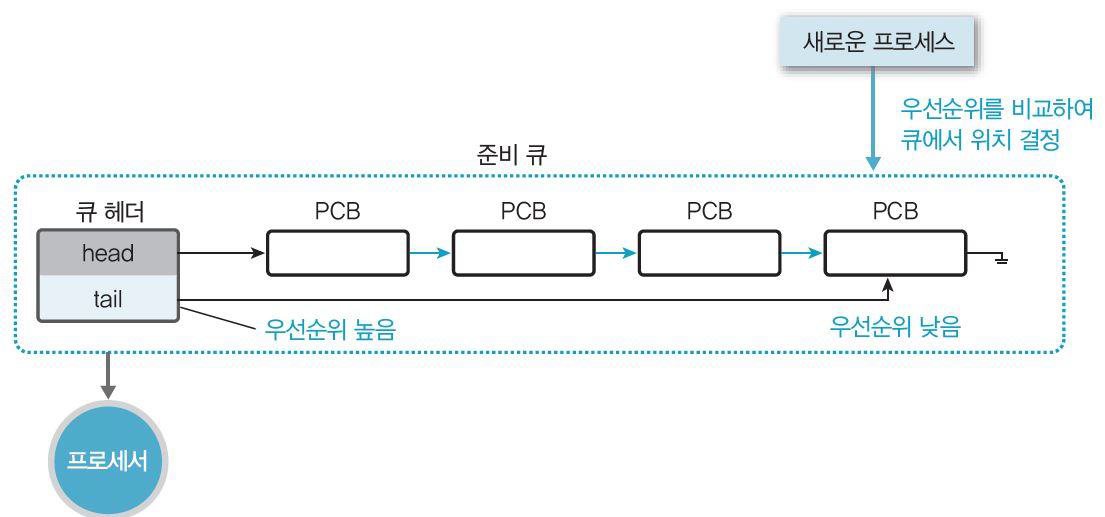 새로운 프로세스
우선순위를 비교하여
큐에서 위치 결정
준비 큐
큐 헤더
PCB
PCB
PCB
PCB
head
tail
우선순위 높음
우선순위 낮음
프로세서